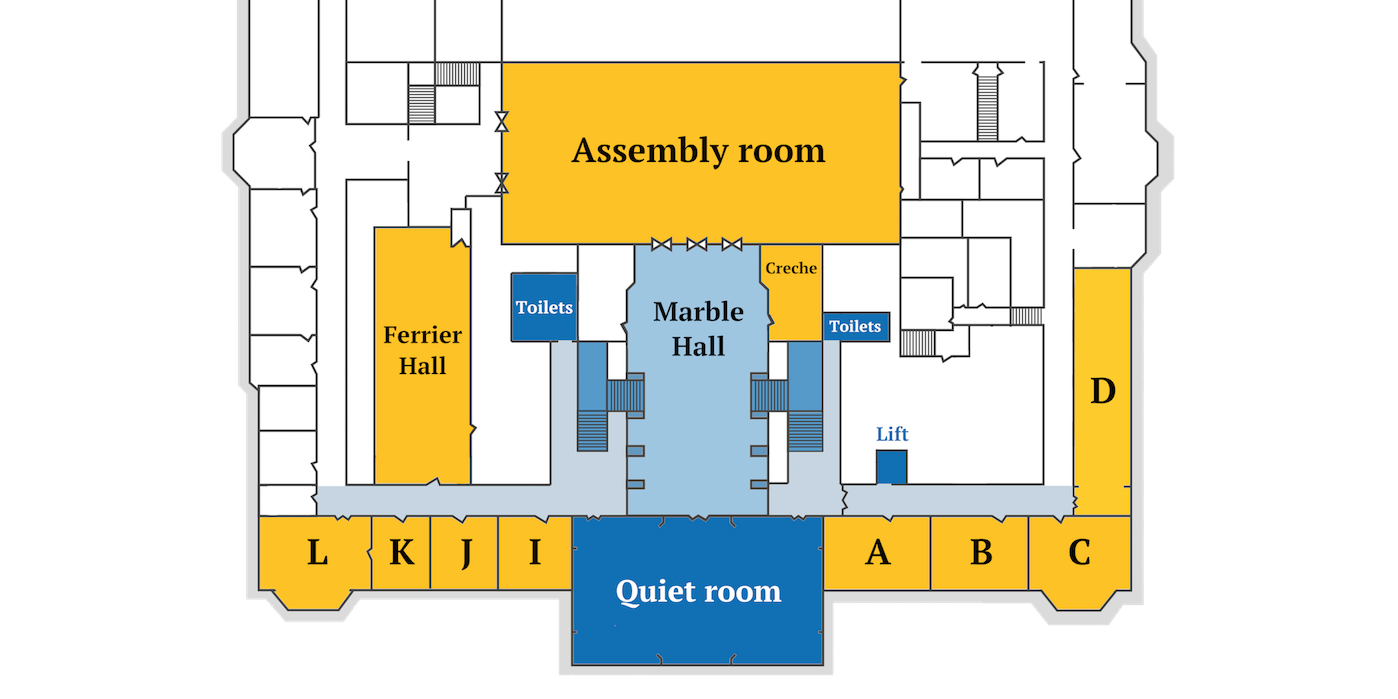 Assembly room
Creche
Toilets
Marble
Hall
Toilets
Ferrier
Hall
D
Lift
L
K
J
I
A
B
C
Quiet room